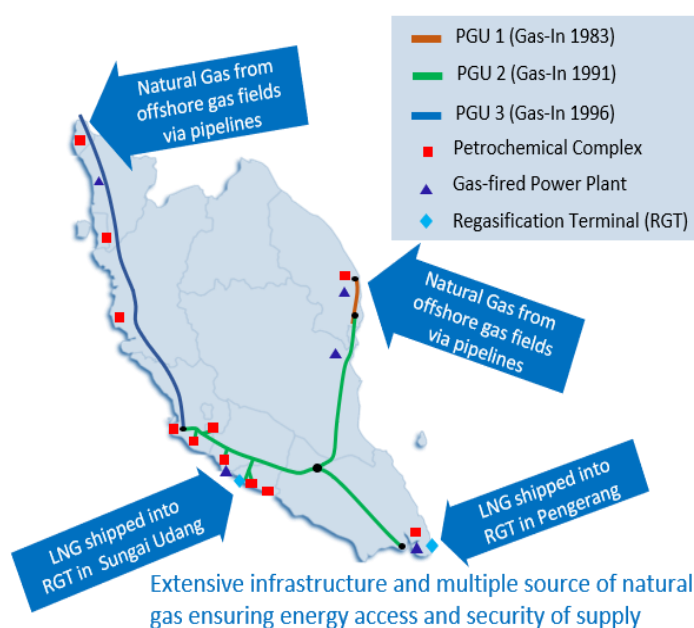 Natural Gas from
offshore gas fields
via pipelines
PGU 1 (Gas-In 1983)
PGU 2 (Gas-In 1991)
PGU 3 (Gas-In 1996)
Petrochemical Complex
Gas-fired Power Plant
Regasification Terminal (RGT)
Natural Gas from
offshore gas fields
via pipelines
LNG shipped into
RGT in Sungai Udang
LNG shipped into
RGT in Pengerang
Extensive infrastructure and multiple source of natural
gas ensuring energy access and security of supply